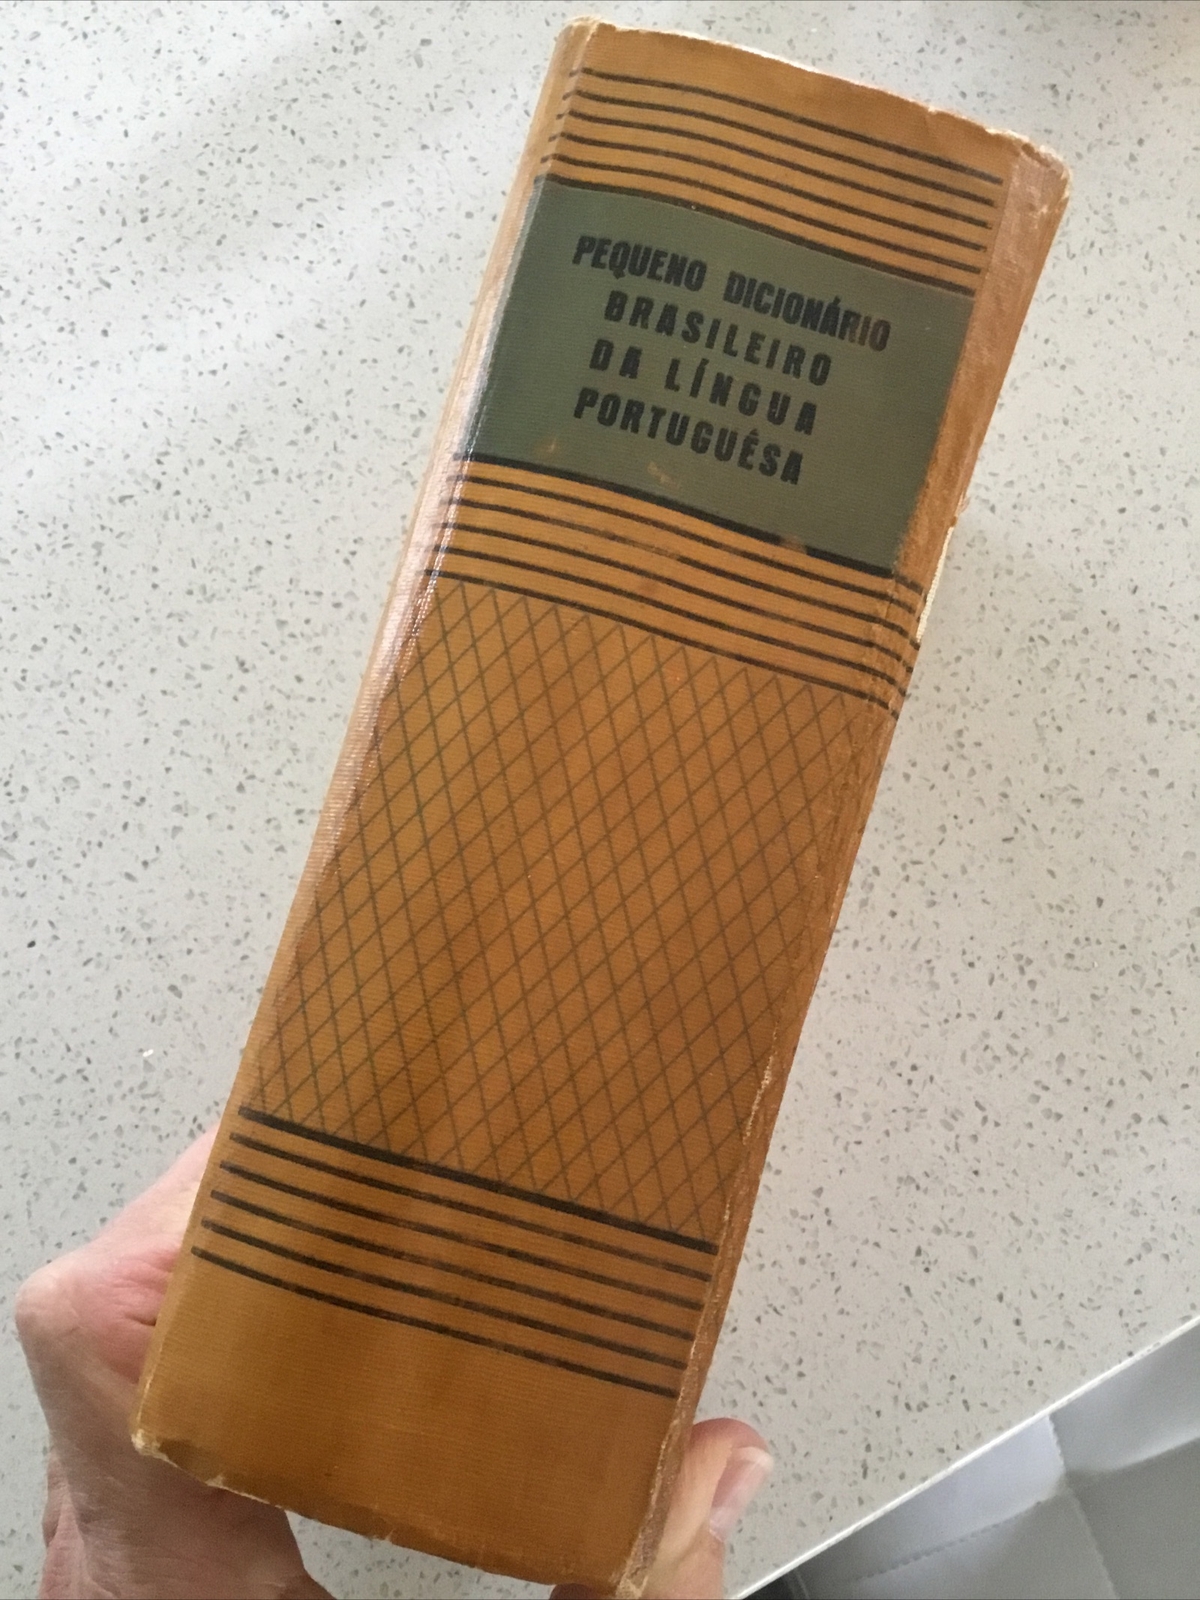 PEQUENO DICIONÁRIO
BRASILEIRO
DA LÍNGUA
PORTUGUÊSA